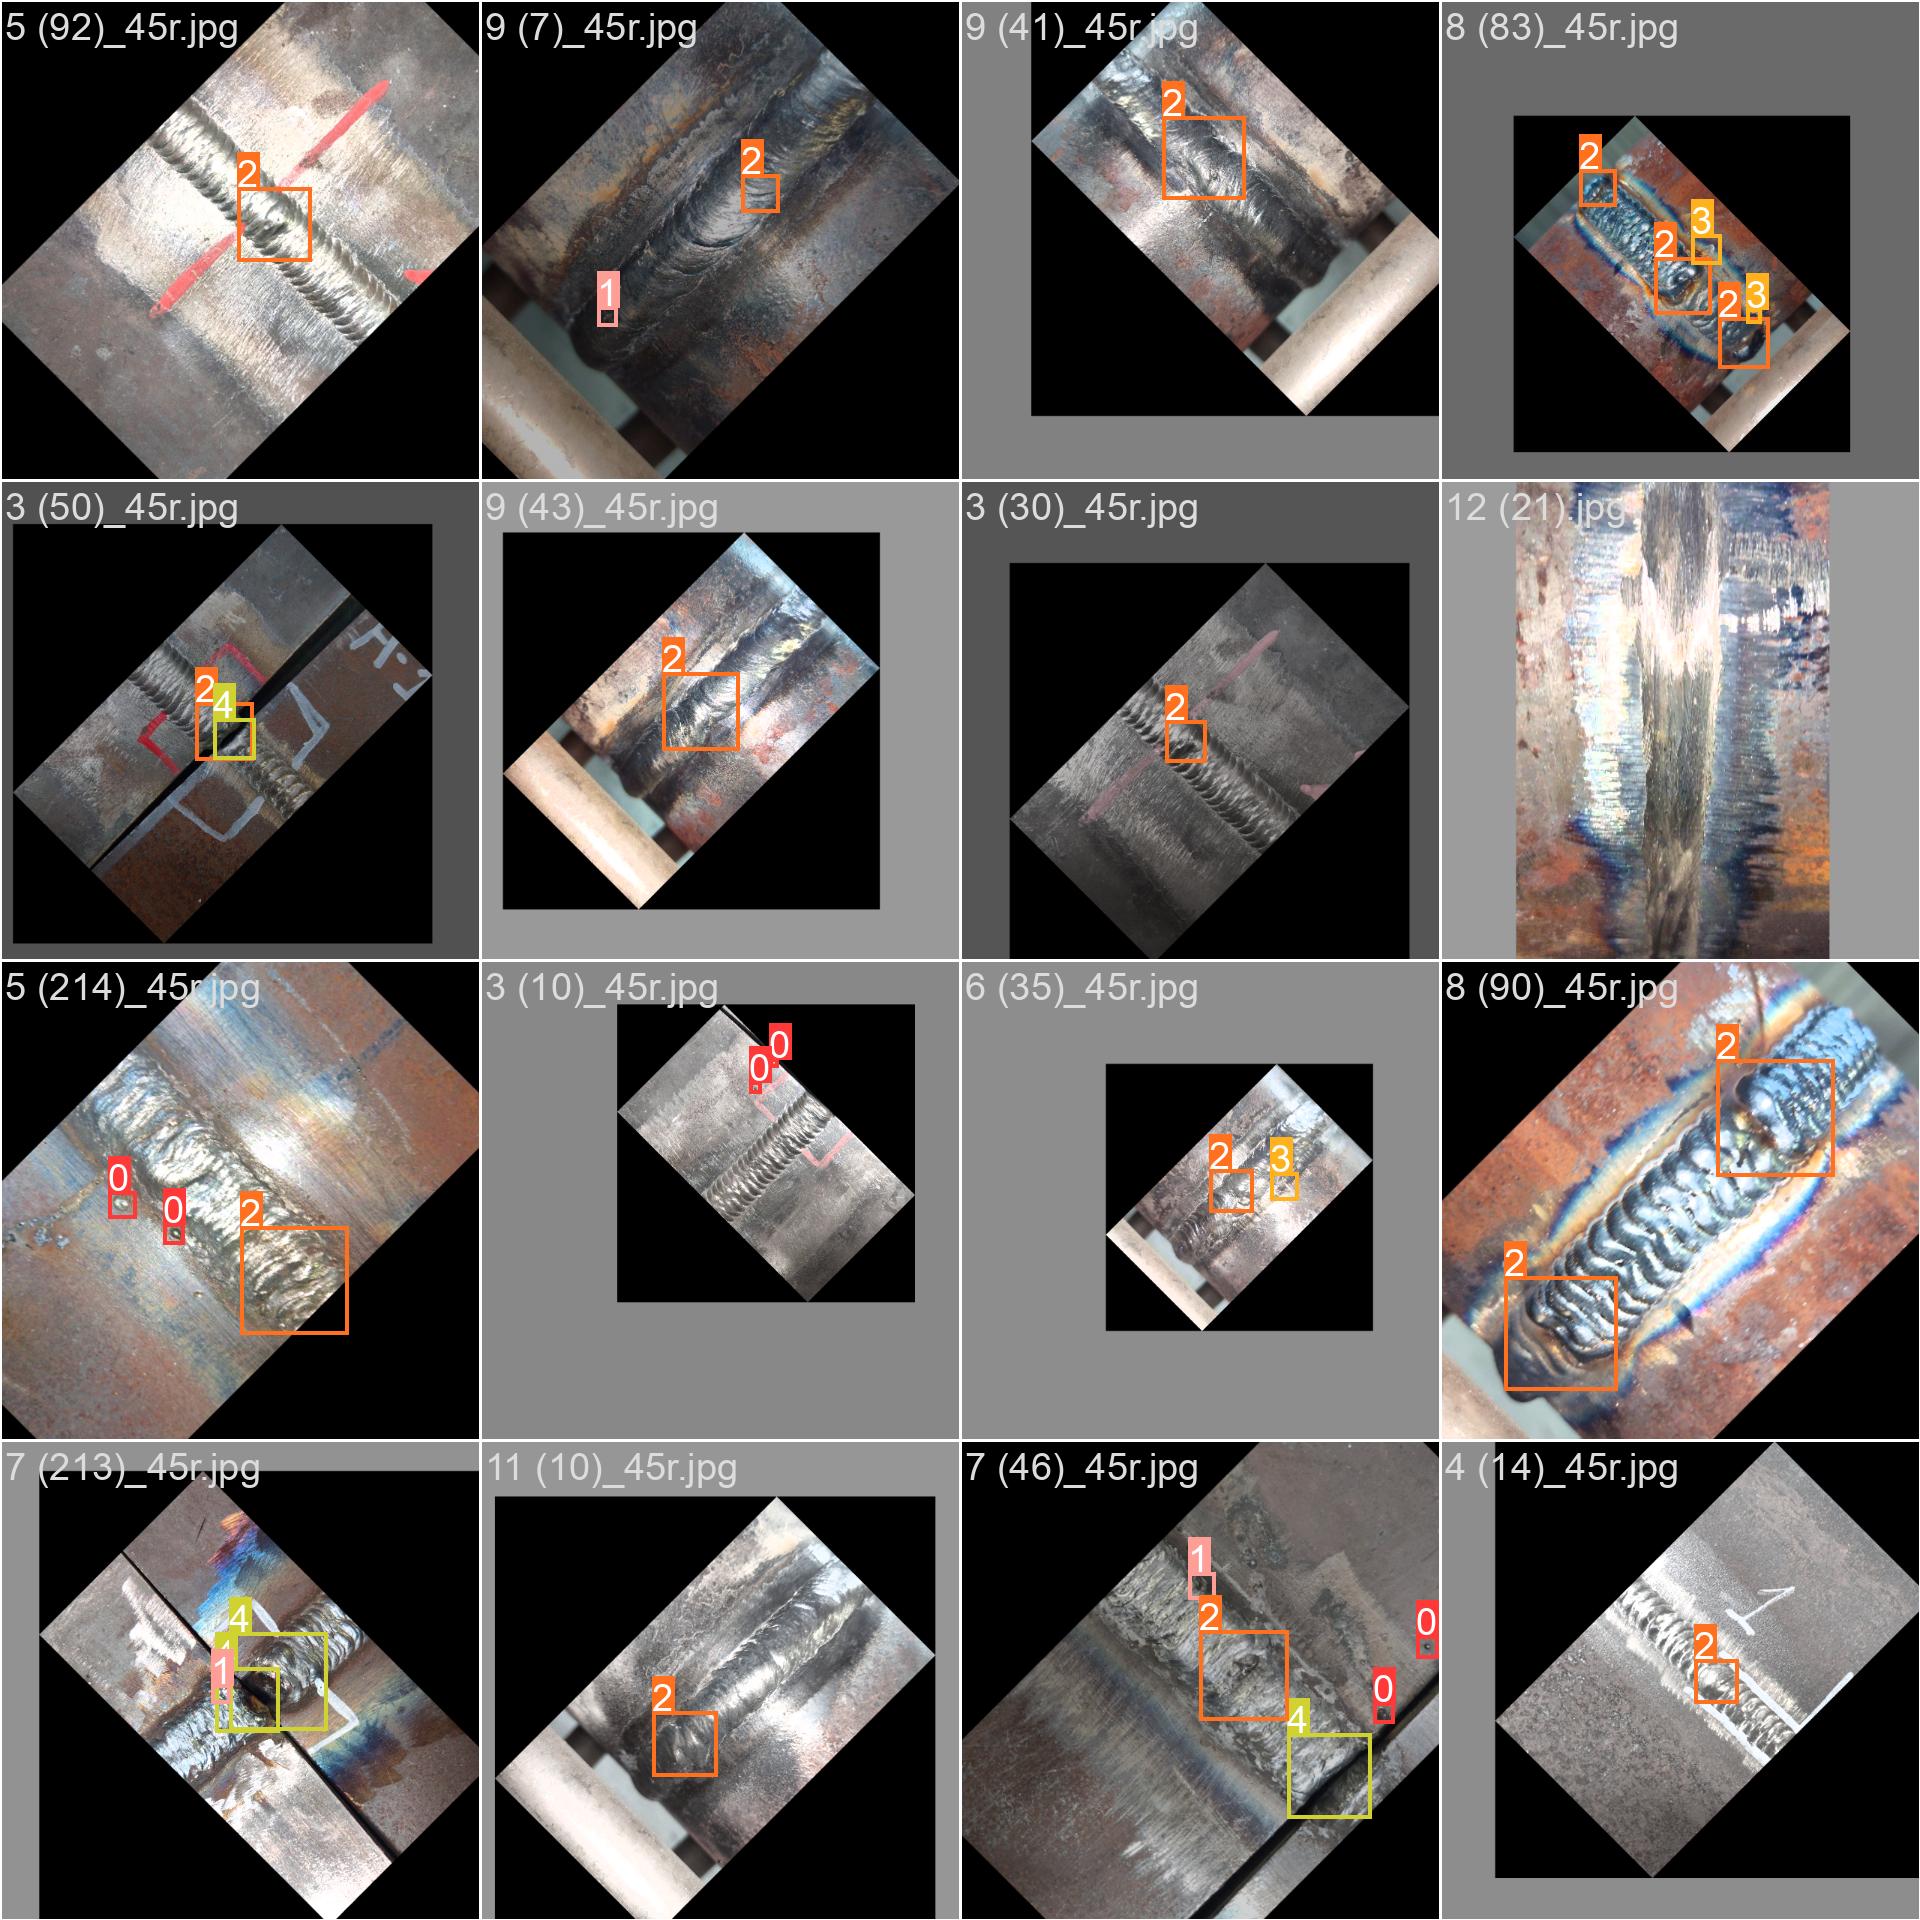 5 (92)_45r.jpg
9 (7)_45r.jpg
9 (41)_45r.jpg
8 (83)_45r.jpg
2
2
1
2
2
2
3
2
3
3 (50)_45r.jpg
9 (43)_45r.jpg
3 (30)_45r.jpg
12 (21).jpg
2
4
2
2
5 (214)_45r.jpg
3 (10)_45r.jpg
6 (35)_45r.jpg
8 (90)_45r.jpg
0
0
2
0
0
2
3
2
2
7 (213)_45r.jpg
11 (10)_45r.jpg
7 (46)_45r.jpg
4 (14)_45r.jpg
4
1
2
1
2
0
0
4
2
1